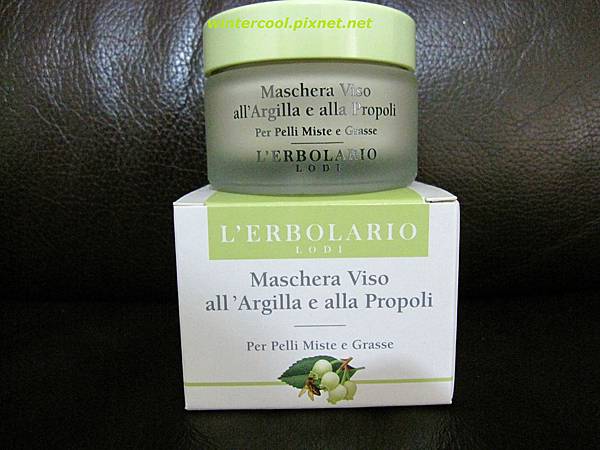 wintercool.pixnet.net
Maschera Viso
all'Argilla e alla Propoli
Per Pelli Miste e Grasse
L'ERBOLARIO
LODI
L'ERBOLARIO
LODI
Maschera Viso
all'Argilla e alla Propoli
Per Pelli Miste e Grasse